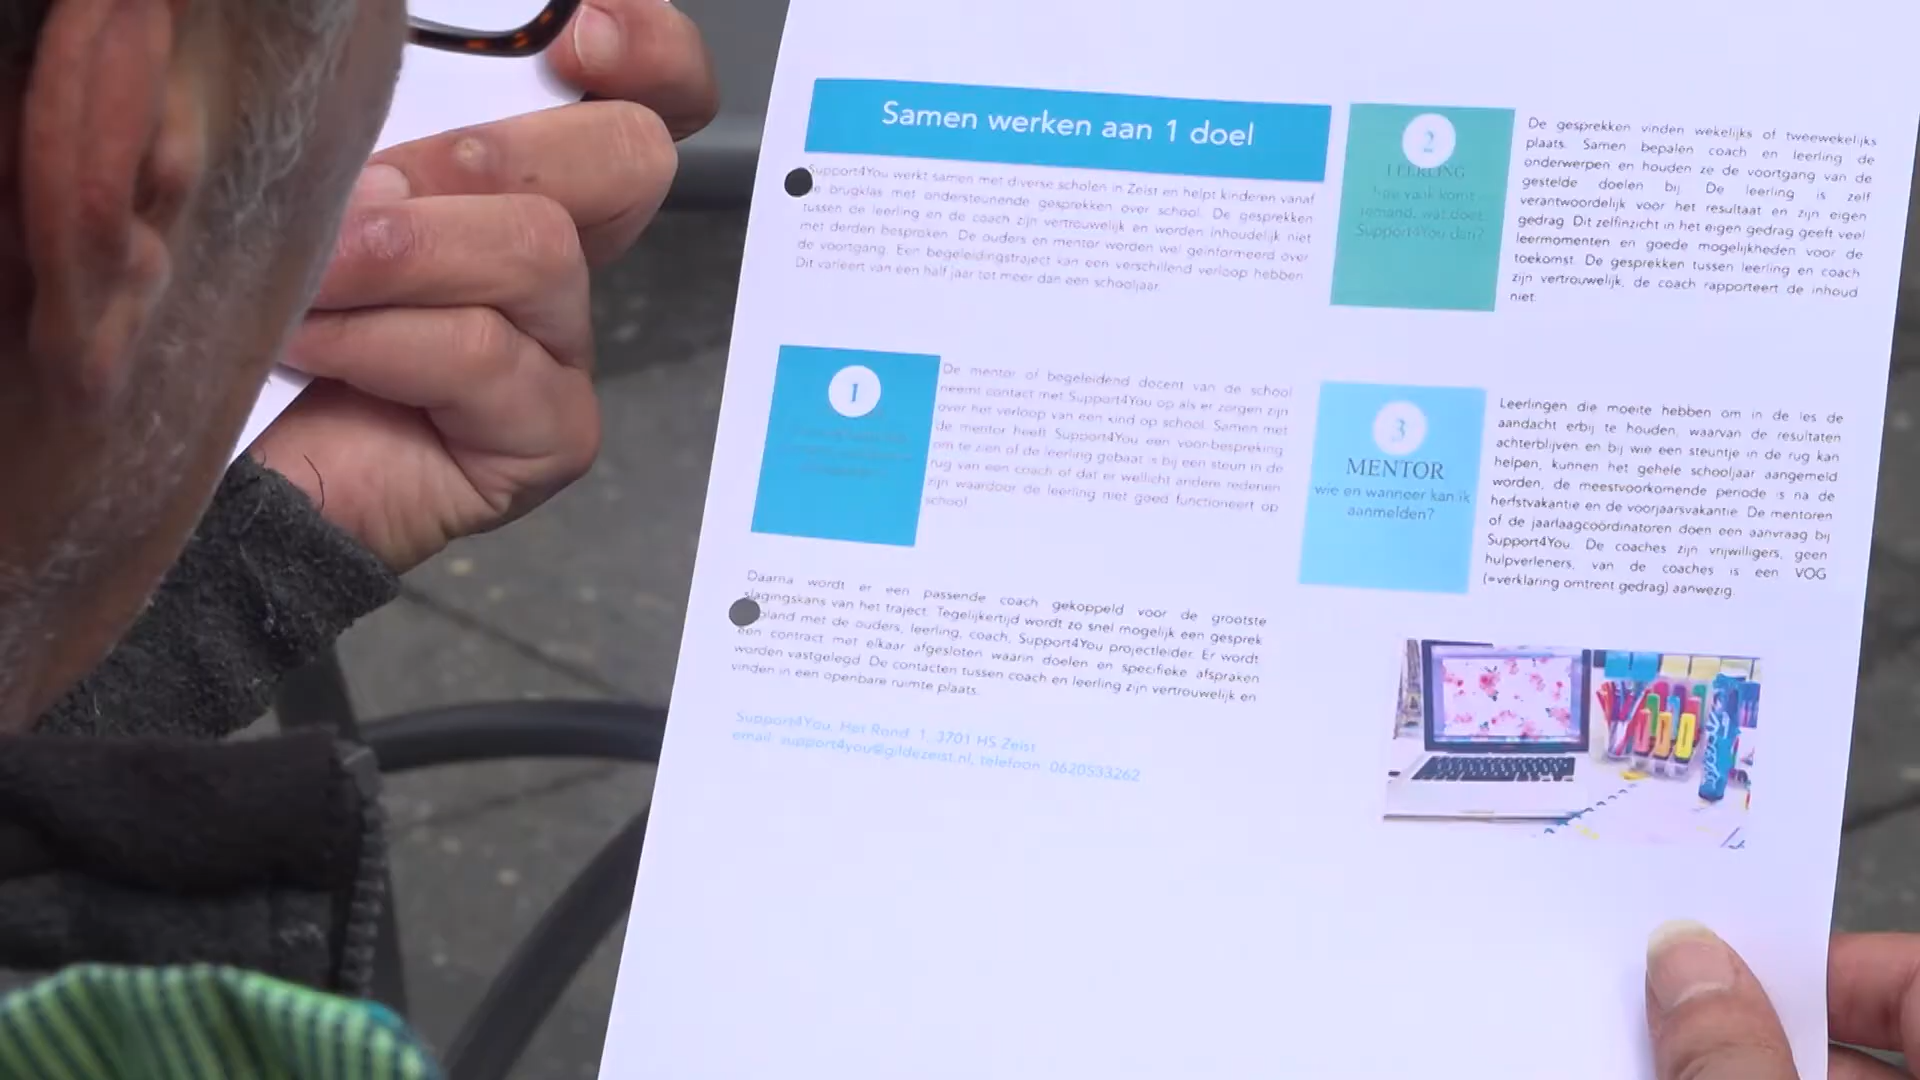 Samen werken aan 1 doel
Support4You werkt samen met diverse scholen in Zeist en helpt kinderen vanaf
de brugklas met ondersteunende gesprekken over school. De gesprekken
tussen de leerling en de coach zijn vertrouwelijk en worden inhoudelijk niet
met derden besproken. De ouders en mentor worden wel geïnformeerd over
de voortgang. Een begeleidingstraject kan een verschillend verloop hebben.
Dit varieert van een half jaar tot meer dan een schooljaar.
1
De mentor of begeleidend docent van de school
neemt contact met Support4You op als er zorgen zijn
over het verloop van een kind op school. Samen met
de mentor heeft Support4You een voor-bespreking
om te zien of de leerling gebaat is bij een steun in de
rug van een coach of dat er wellicht andere redenen
zijn waardoor de leerling niet goed functioneert op
school.
Daarna wordt er een passende coach gekoppeld voor de grootste
slagingskans van het traject. Tegelijkertijd wordt zo snel mogelijk een gesprek
gepland met de ouders, leerling, coach, Support4You projectleider. Er wordt
een contract met elkaar afgesloten waarin doelen en specifieke afspraken
worden vastgelegd. De contacten tussen coach en leerling zijn vertrouwelijk en
vinden in een openbare ruimte plaats.
Support4You, Het Rond 1, 3701 HS Zeist
email: support4you@gildezeist.nl, telefoon: 0620533262
2
LEERLING
hoe vaak komt
iemand, wat doet
Support4You dan?
De gesprekken vinden wekelijks of tweewekelijks
plaats. Samen bepalen coach en leerling de
onderwerpen en houden ze de voortgang van de
gestelde doelen bij. De leerling is zelf
verantwoordelijk voor het resultaat en zijn eigen
gedrag. Dit zelfinzicht in het eigen gedrag geeft veel
leermomenten en goede mogelijkheden voor de
toekomst. De gesprekken tussen leerling en coach
zijn vertrouwelijk, de coach rapporteert de inhoud
niet.
3
MENTOR
wie en wanneer kan ik
aanmelden?
Leerlingen die moeite hebben om in de les de
aandacht erbij te houden, waarvan de resultaten
achterblijven en bij wie een steuntje in de rug kan
helpen, kunnen het gehele schooljaar aangemeld
worden, de meestvoorkomende periode is na de
herfstvakantie en de voorjaarsvakantie. De mentoren
of de jaarlaagcoördinatoren doen een aanvraag bij
Support4You. De coaches zijn vrijwilligers, geen
hulpverleners, van de coaches is een VOG
(=verklaring omtrent gedrag) aanwezig.